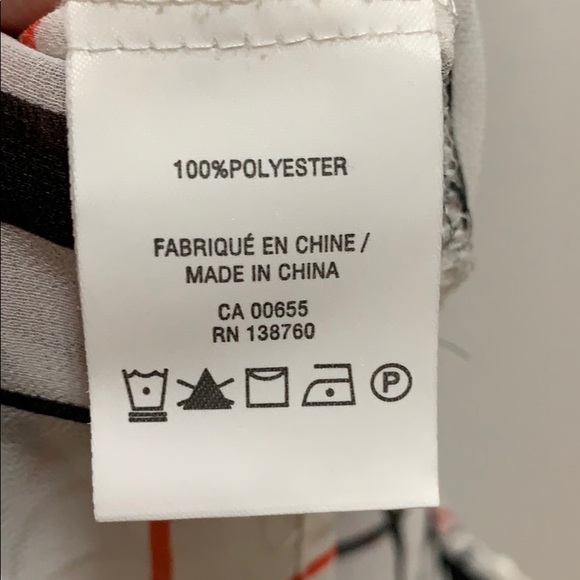 100%POLYESTER
FABRIQUÉ EN CHINE /
MADE IN CHINA
CA 00655
RN 138760
P